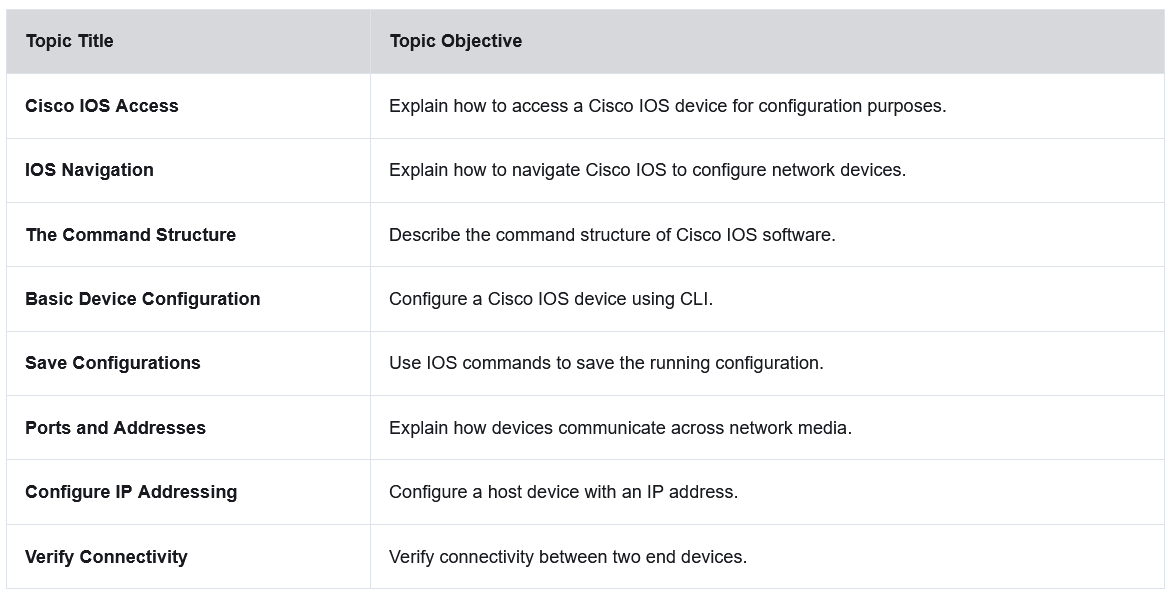 Topic Title Topic Objective
Cisco IOS Access Explain how to access a Cisco IOS device for configuration purposes.
IOS Navigation Explain how to navigate Cisco IOS to configure network devices.
The Command Structure Describe the command structure of Cisco IOS software.
Basic Device Configuration Configure a Cisco IOS device using CLI.
Save Configurations Use IOS commands to save the running configuration.
Ports and Addresses Explain how devices communicate across network media.
Configure IP Addressing Configure a host device with an IP address.
Verify Connectivity Verify connectivity between two end devices.